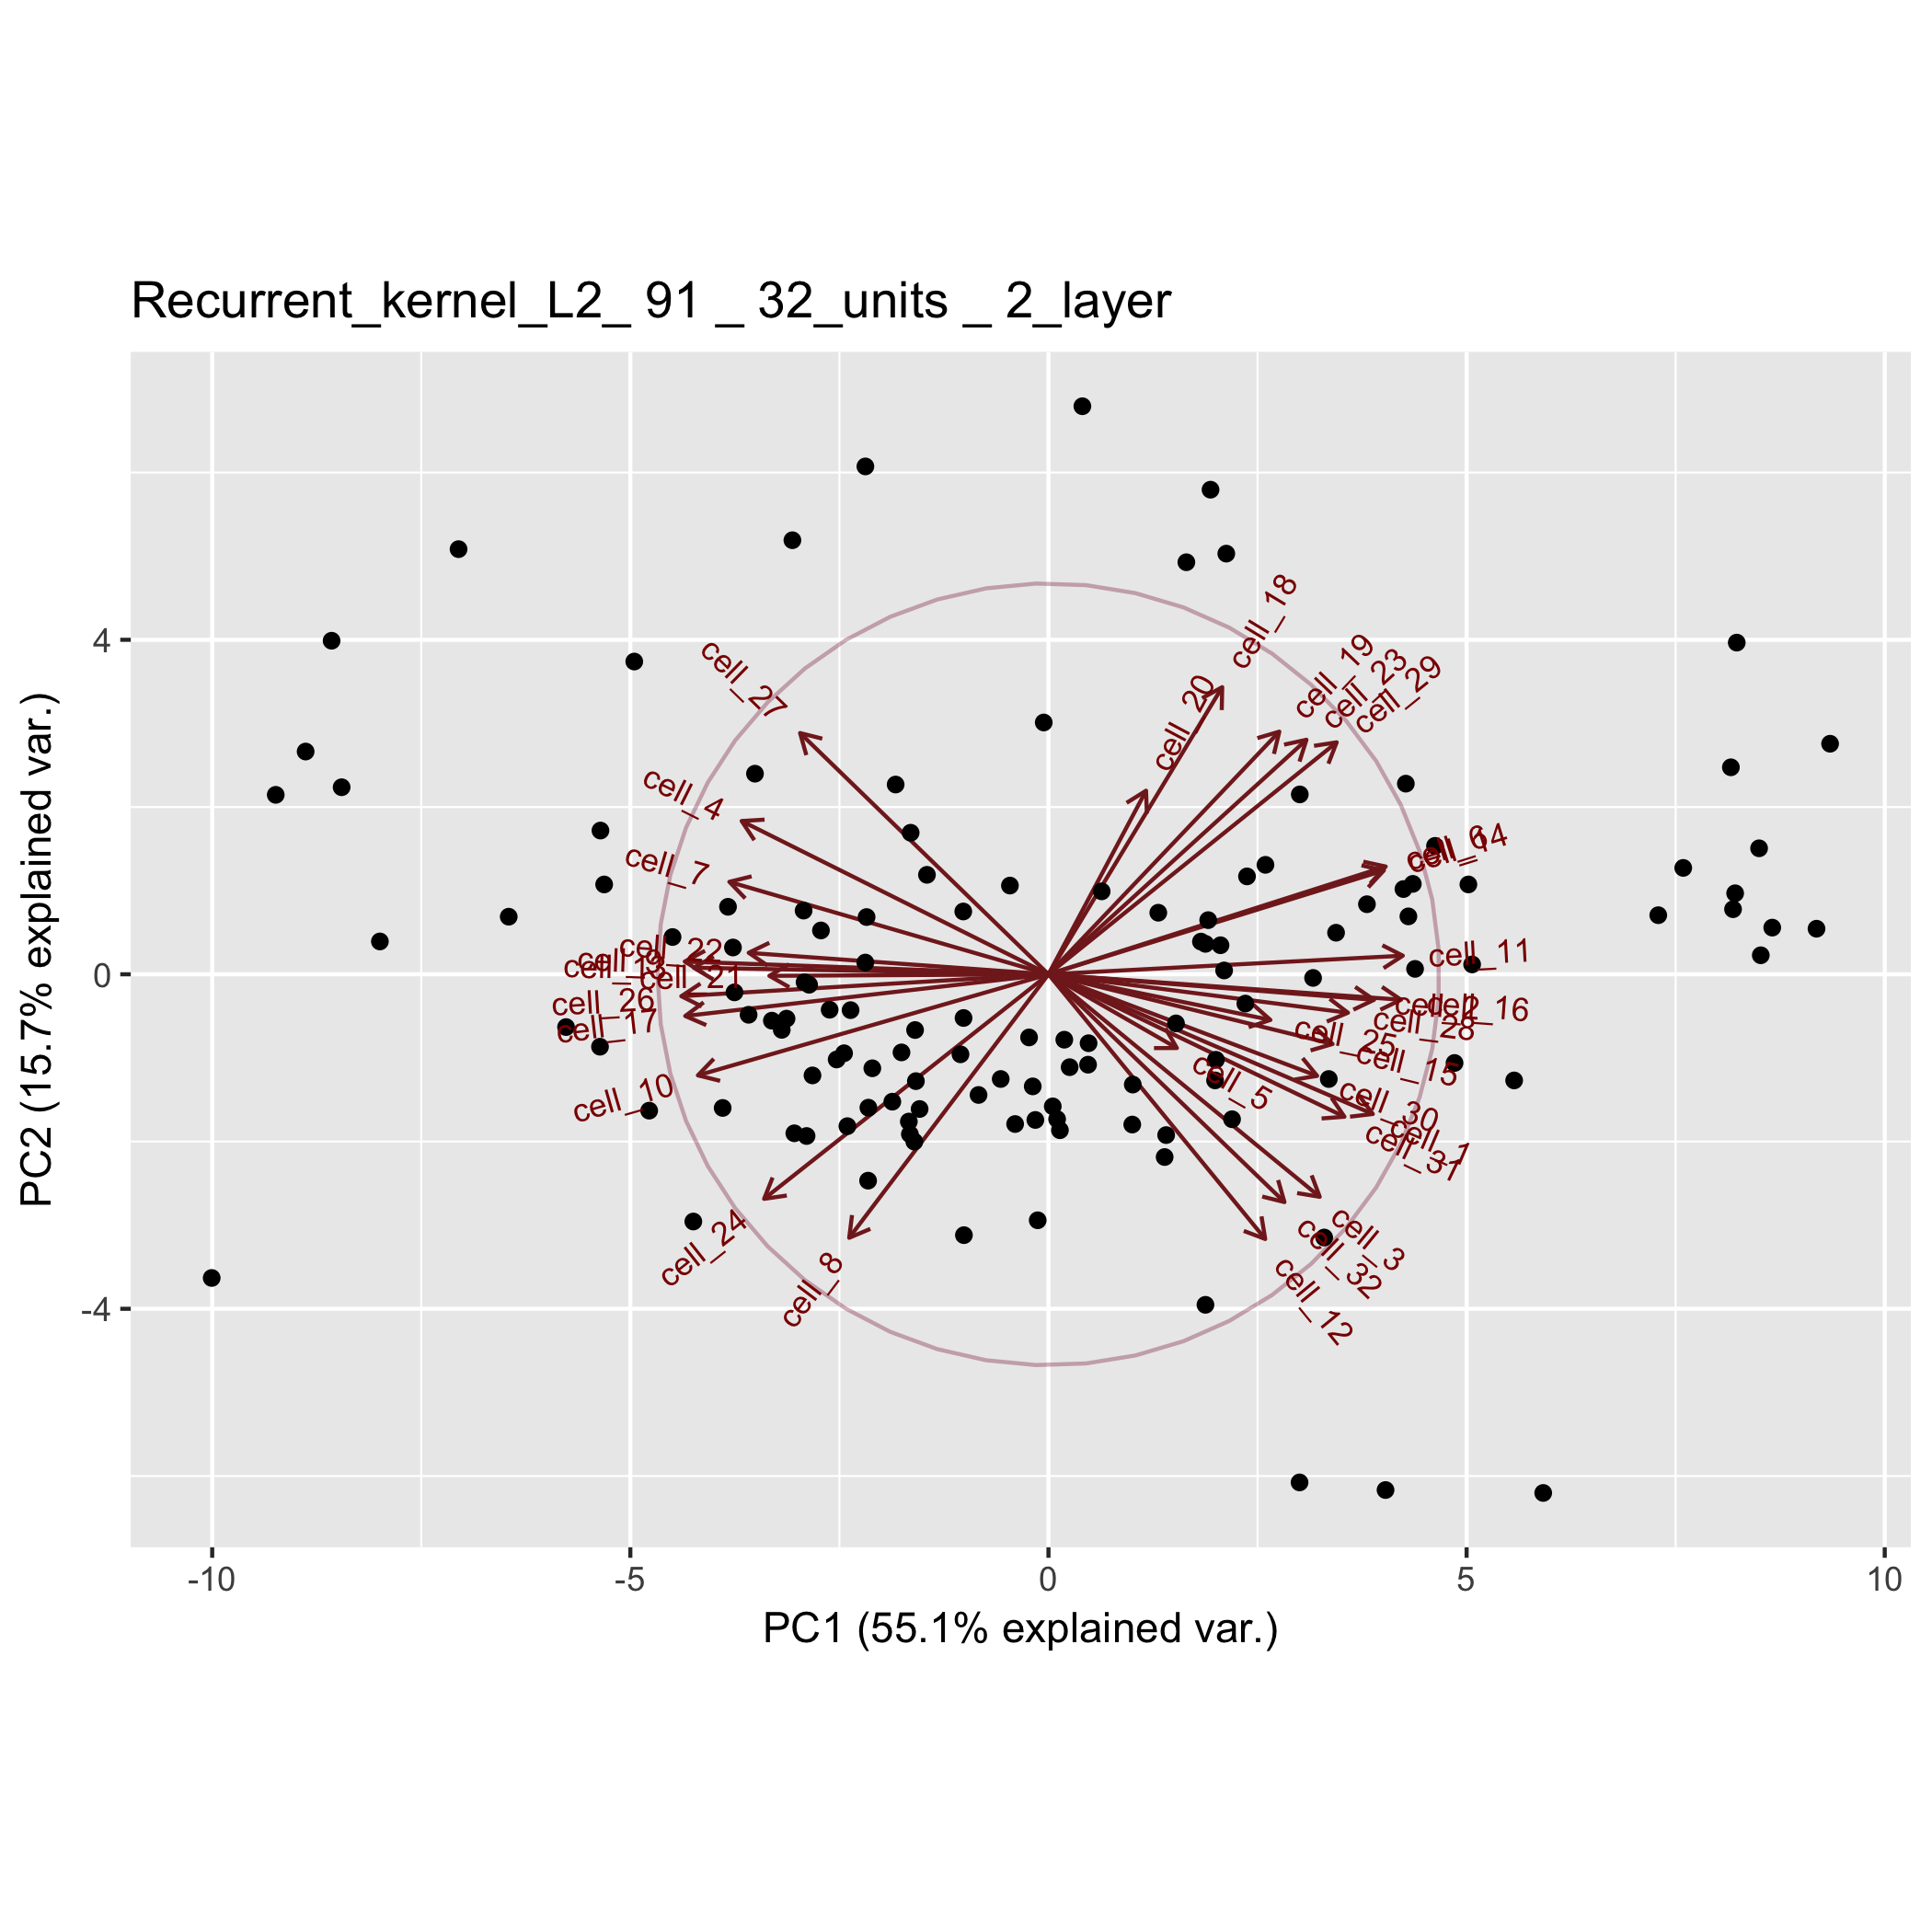 Recurrent_kernel_L2_ 91 _ 32_units _ 2_layer
PC2 (15.7% explained var.)
4
0
-4
cell_18
cell_20
cell_19
cell_23
cell_29
cell_27
cell_4
cell_7
cell_14
cell_11
cell_22
cell_21
cell_26
cell_17
cell_10
cell_16
cell_28
cell_25
cell_15
cell_5
cell_30
cell_31
cell_24
cell_8
cell_3
cell_32
cell_12
-10
-5
0
5
10
PC1 (55.1% explained var.)